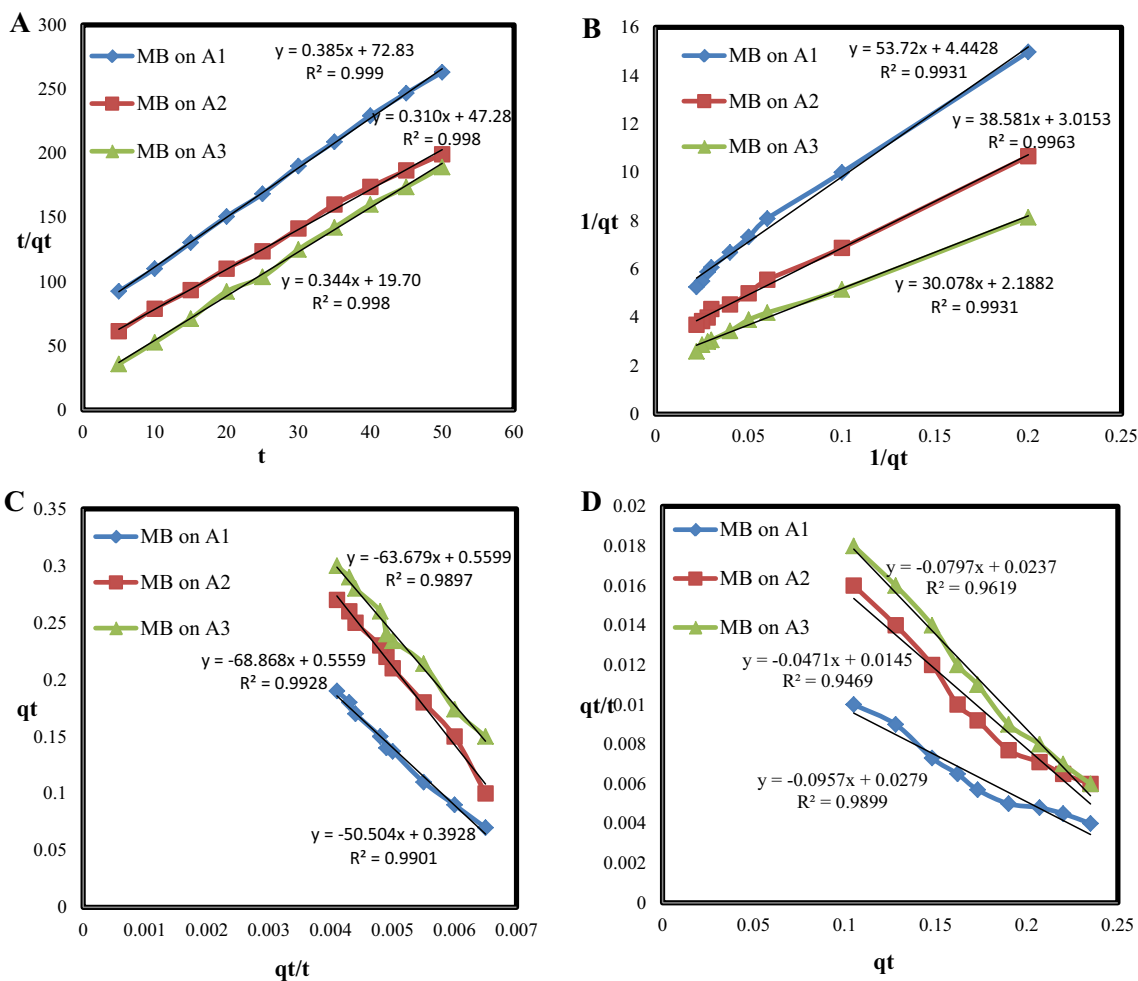 A
300
250
200
150
100
50
0
t/qt
MB on A1
MB on A2
MB on A3
y = 0.385x + 72.83
R² = 0.999
y = 0.310x + 47.28
R² = 0.998
y = 0.344x + 19.70
R² = 0.998
0 10 20 30 40 50 60
t
B
16
14
12
10
8
6
4
2
0
1/qt
MB on A1
MB on A2
MB on A3
53.72x + 4.4428
R² = 0.9931
y = 38.581x + 3.0153
R² = 0.9963
30.078x + 2.1882
R² = 0.9931
0 0.05 0.1 0.15 0.2 0.25
1/qt
C
0.35
0.3
0.25
0.2
0.15
0.1
0.05
0
qt
MB on A1
MB on A2
MB on A3
y = -63.679x + 0.5599
R² = 0.9897
y = -68.868x + 0.5559
R² = 0.9928
y = -50.504x + 0.3928
R² = 0.9901
0 0.001 0.002 0.003 0.004 0.005 0.006 0.007
qt/t
D
0.02
0.018
0.016
0.014
0.012
0.01
0.008
0.006
0.004
0.002
0
qt/t
MB on A1
MB on A2
MB on A3
y = -0.0797x + 0.0237
R² = 0.9619
y = -0.0471x + 0.0145
R² = 0.9469
y = -0.0957x + 0.0279
R² = 0.9899
0 0.05 0.1 0.15 0.2 0.25
qt